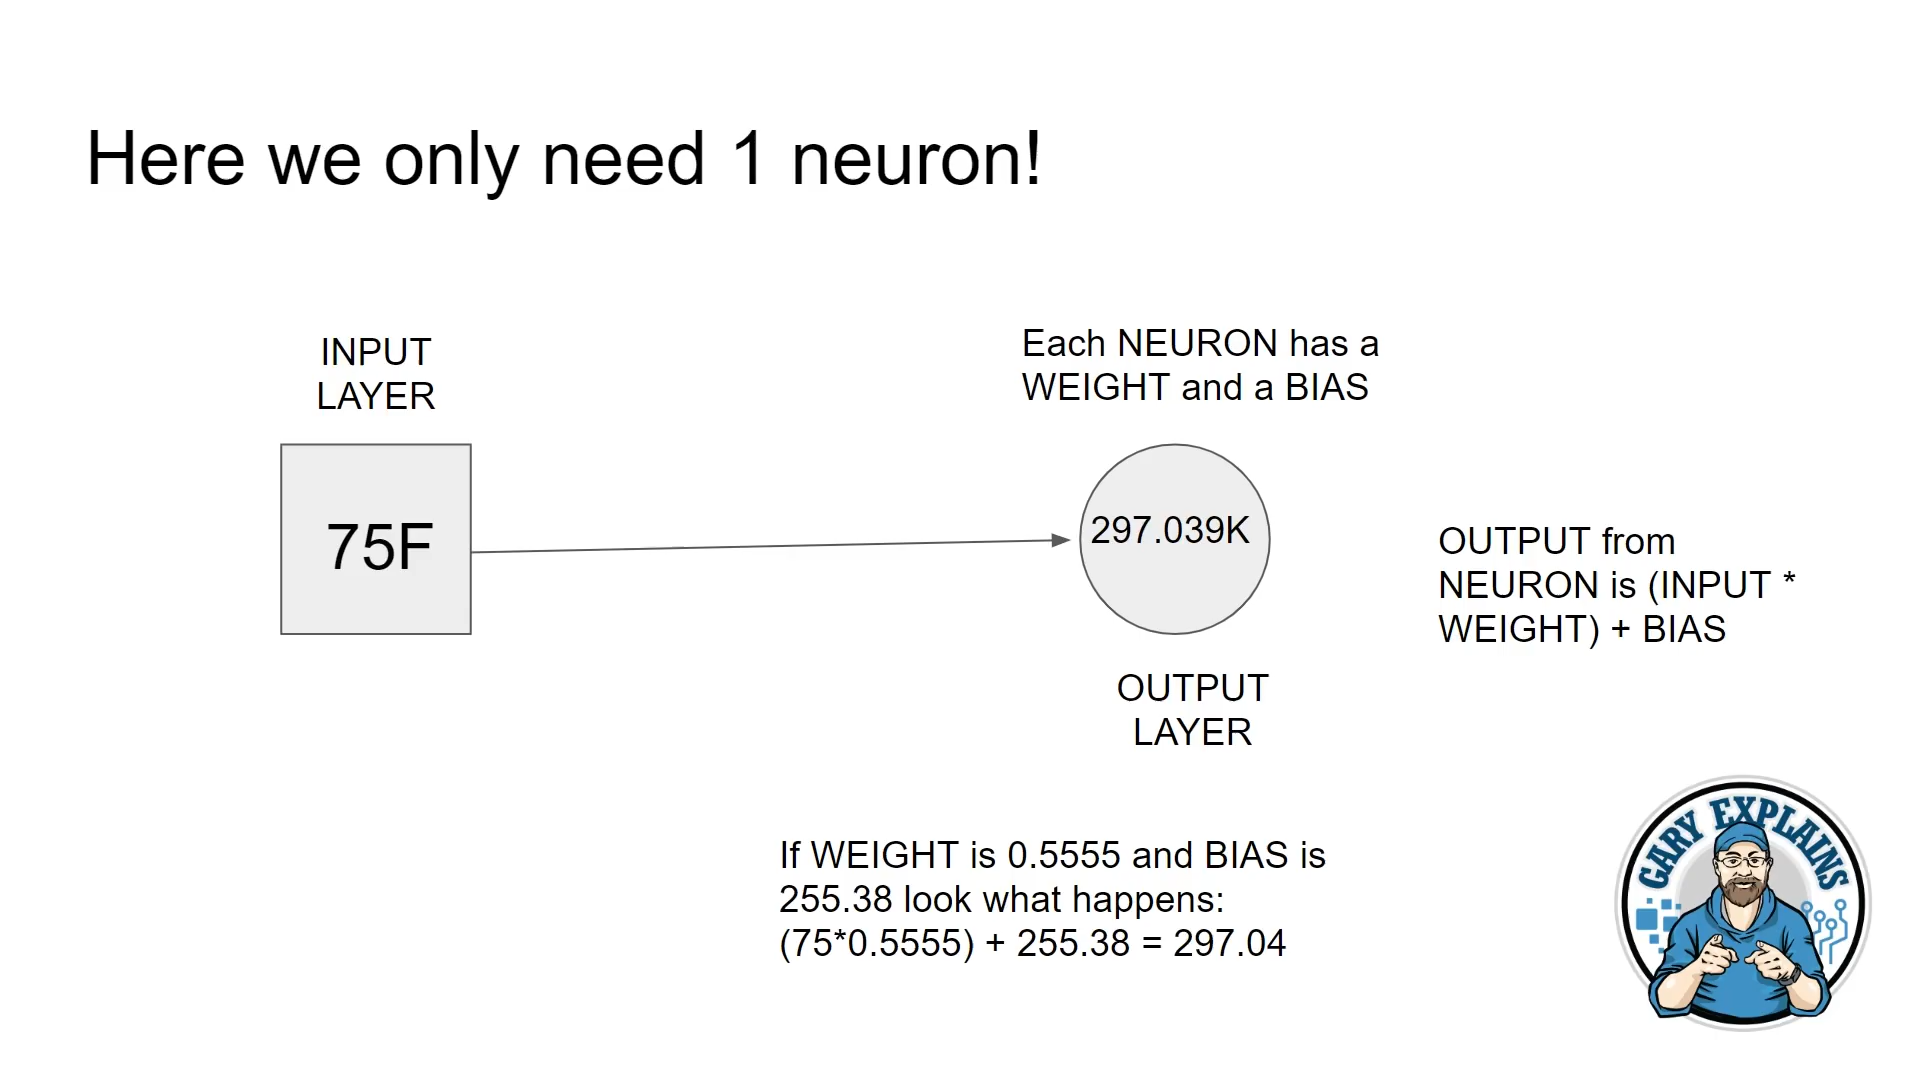 Here we only need 1 neuron!
INPUT
LAYER
75F
Each NEURON has a
WEIGHT and a BIAS
297.039K
OUTPUT
LAYER
OUTPUT from
NEURON is (INPUT *
WEIGHT) + BIAS
If WEIGHT is 0.5555 and BIAS is
255.38 look what happens:
(75*0.5555) + 255.38 = 297.04
GARY EXPLAINS